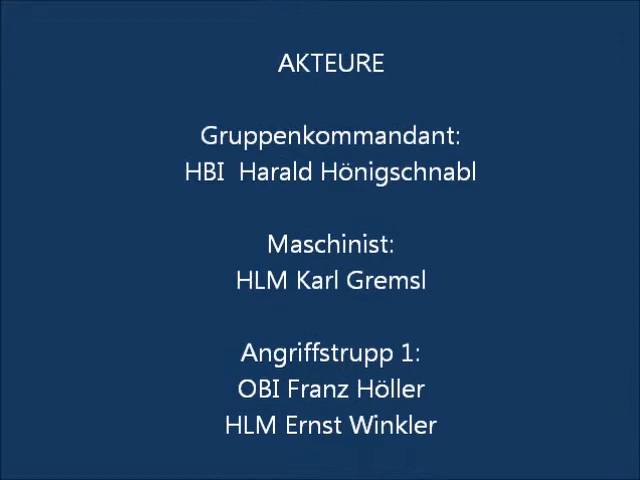 AKTEURE
Gruppenkommandant:
HBI  Harald Hönigschnabl
Maschinist:
HLM Karl Gremsl
Angriffstrupp 1:
OBI Franz Höller
HLM Ernst Winkler